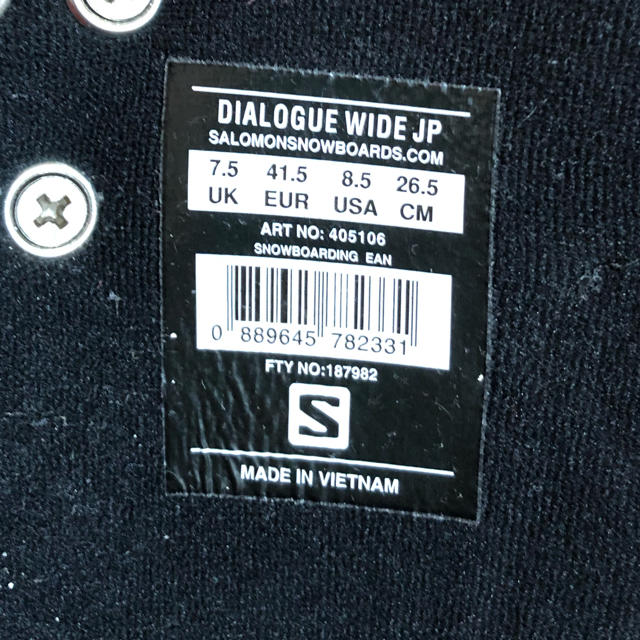 DIALOGUE WIDE JP
SALOMONSNOWBOARDS.COM
7.5 41.5 8.5 26.5
UK EUR USA CM
ART NO: 405106
SNOWBOARDING EAN
0 889645 782331
FTY NO:187982
S
MADE IN VIETNAM